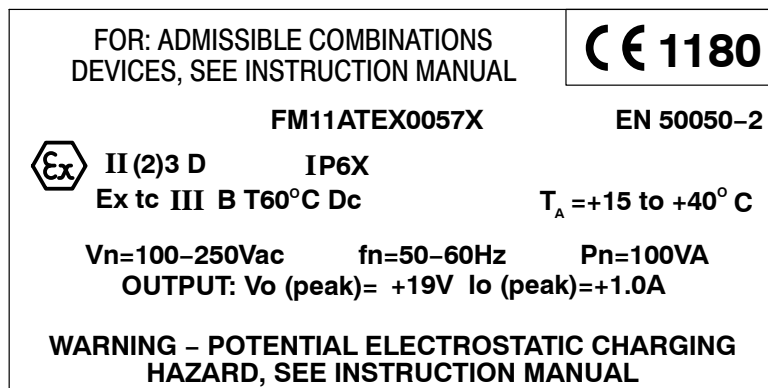 FOR: ADMISSIBLE COMBINATIONS
DEVICES, SEE INSTRUCTION MANUAL
CE 1180
FM11ATEX0057X EN 50050–2
Ex II (2)3 D IP6X
Ex tc III B T60°C Dc T_A =+15 to +40° C
Vn=100–250Vac fn=50–60Hz Pn=100VA
OUTPUT: Vo (peak)= +19V Io (peak)=+1.0A
WARNING – POTENTIAL ELECTROSTATIC CHARGING
HAZARD, SEE INSTRUCTION MANUAL